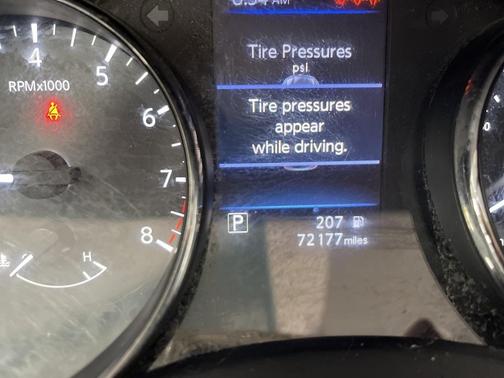 Tire Pressures
psi
Tire pressures
appear
while driving.
4
5
RPMx1000
6
7
8
H
P
207
72177 miles